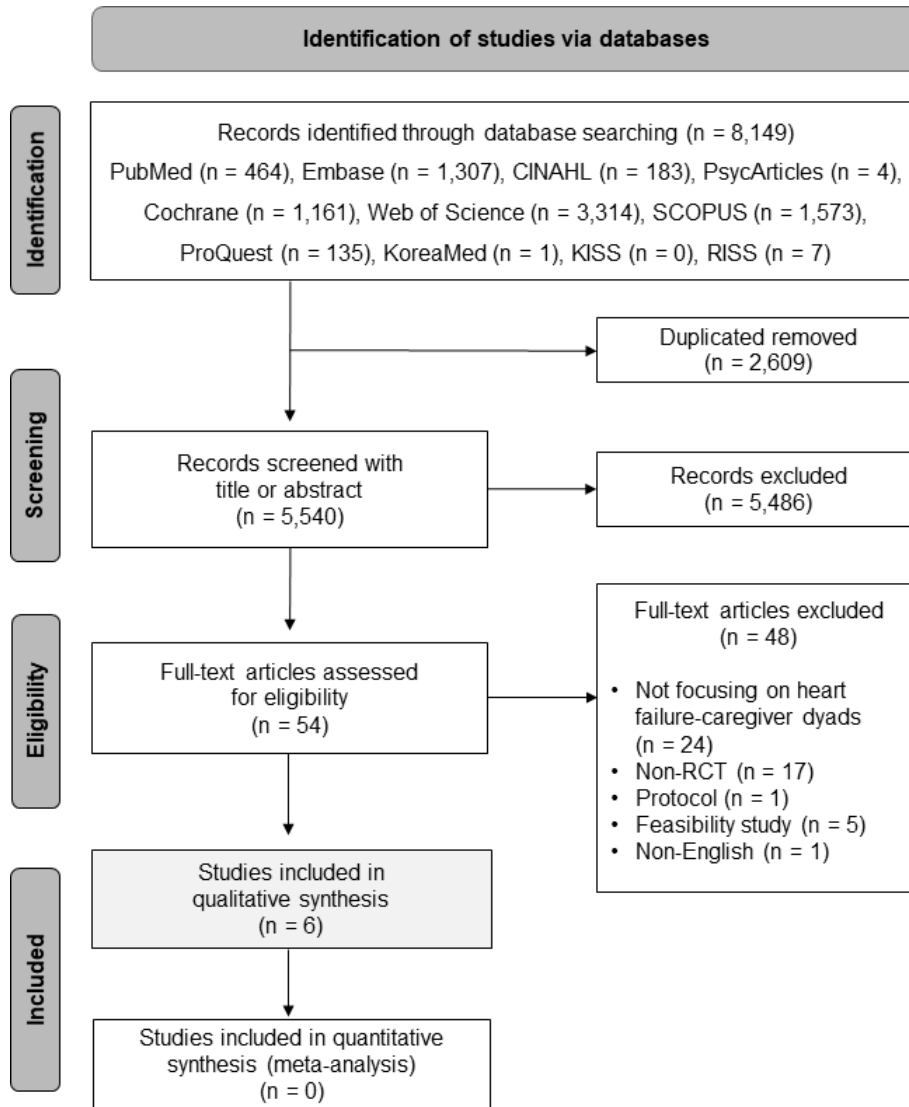 Identification of studies via databases
Identification
Records identified through database searching (n = 8,149)
PubMed (n = 464), Embase (n = 1,307), CINAHL (n = 183), PsycArticles (n = 4),
Cochrane (n = 1,161), Web of Science (n = 3,314), SCOPUS (n = 1,573),
ProQuest (n = 135), KoreaMed (n = 1), KISS (n = 0), RISS (n = 7)
Duplicated removed
(n = 2,609)
Screening
Records screened with
title or abstract
(n = 5,540)
Records excluded
(n = 5,486)
Eligibility
Full-text articles assessed
for eligibility
(n = 54)
Full-text articles excluded
(n = 48)
• Not focusing on heart
failure-caregiver dyads
(n = 24)
• Non-RCT (n = 17)
• Protocol (n = 1)
• Feasibility study (n = 5)
• Non-English (n = 1)
Included
Studies included in
qualitative synthesis
(n = 6)
Studies included in quantitative
synthesis (meta-analysis)
(n = 0)